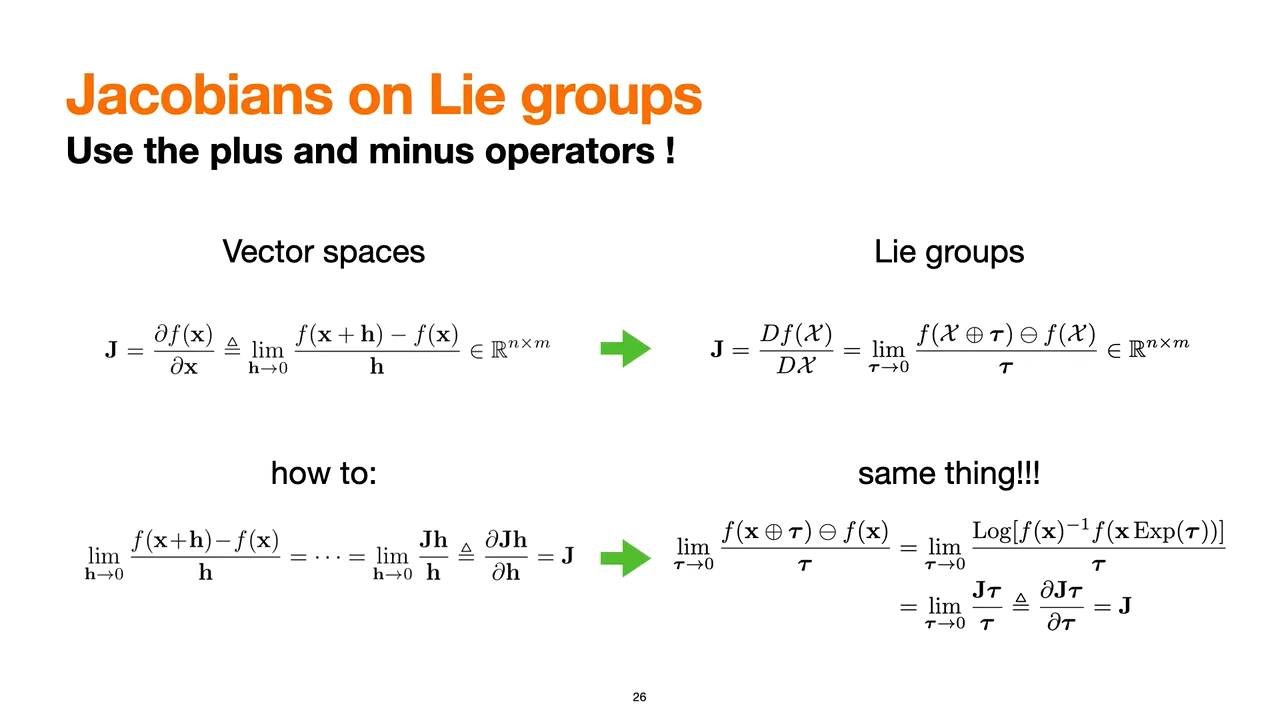 Jacobians on Lie groups
Use the plus and minus operators !
Vector spaces
Lie groups
J = ∂f(x)/∂x ≜ lim_{h→0} (f(x + h) − f(x))/h ∈ ℝ^{n×m}
J = Df(𝒳)/D𝒳 = lim_{τ→0} (f(𝒳 ⊕ τ) ⊖ f(𝒳))/τ ∈ ℝ^{n×m}
how to:
same thing!!!
lim_{h→0} (f(x+h)−f(x))/h = ⋯ = lim_{h→0} Jh/h ≜ ∂Jh/∂h = J
lim_{τ→0} (f(x ⊕ τ) ⊖ f(x))/τ = lim_{τ→0} Log[f(x)^{−1}f(x Exp(τ))]/τ
= lim_{τ→0} Jτ/τ ≜ ∂Jτ/∂τ = J
26